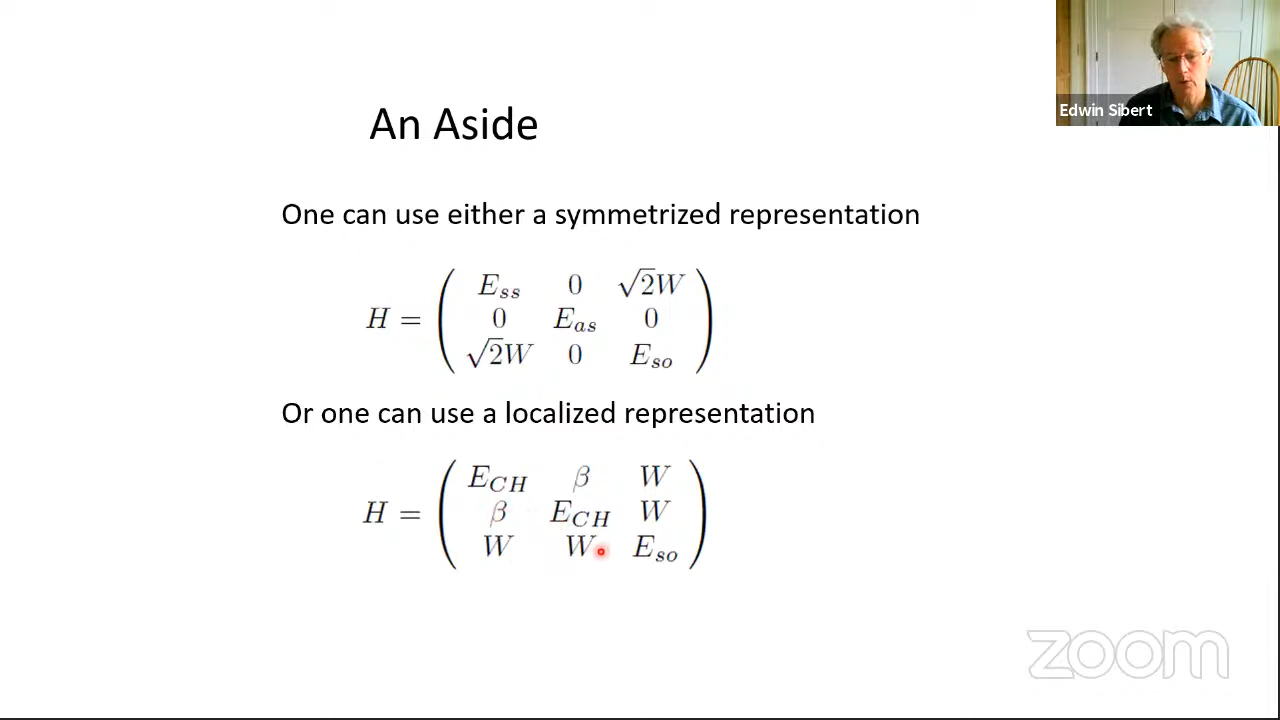 Edwin Sibert
An Aside
One can use either a symmetrized representation
H = ( E_ss 0 √2W
0 E_as 0
√2W 0 E_so )
Or one can use a localized representation
H = ( E_CH β W
β E_CH W
W W E_so )
zoom